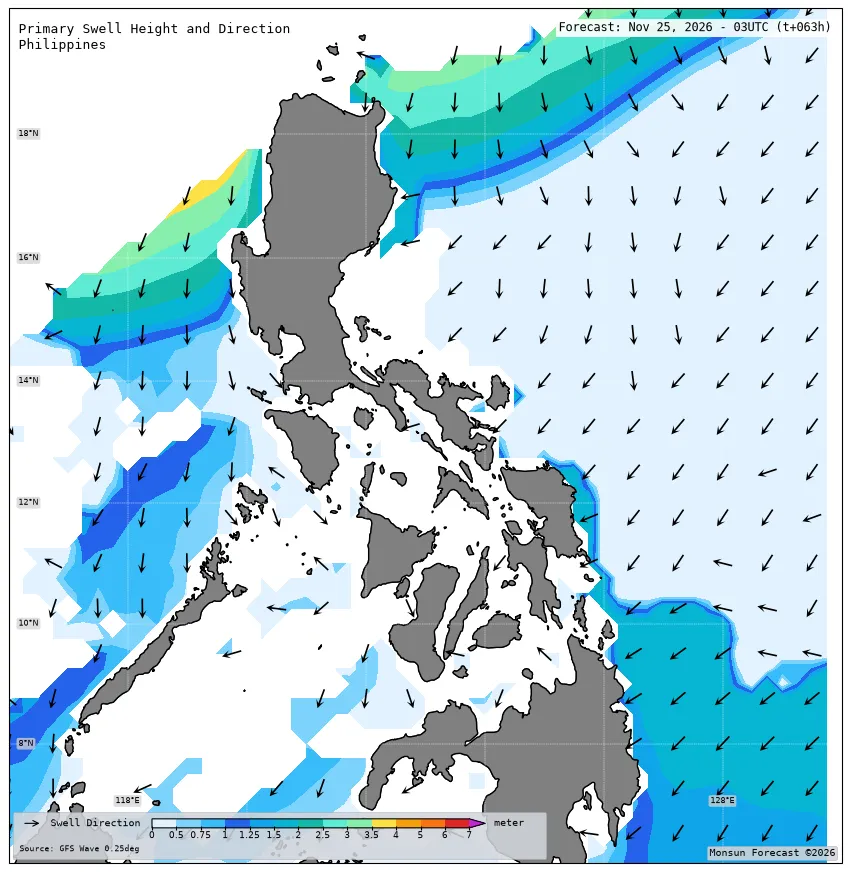 Primary Swell Height and Direction
Philippines
Forecast: Nov 25, 2026 - 03UTC (t+063h)
18°N
16°N
14°N
12°N
10°N
8°N
118°E
128°E
Swell Direction
meter
0 0.5 0.75 1 1.25 1.5 2 2.5 3 3.5 4 5 6 7
Source: GFS Wave 0.25deg
Monsun Forecast ©2026